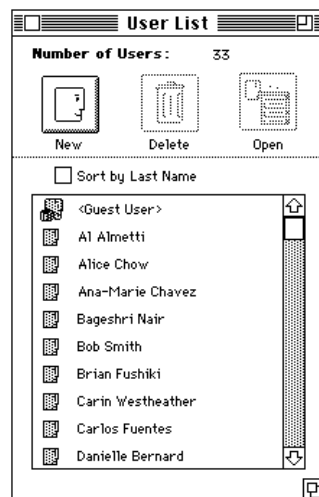 User List
Number of Users: 33
New Delete Open
Sort by Last Name
<Guest User>
Al Almetti
Alice Chow
Ana-Marie Chavez
Bageshri Nair
Bob Smith
Brian Fushiki
Carin Westheather
Carlos Fuentes
Danielle Bernard